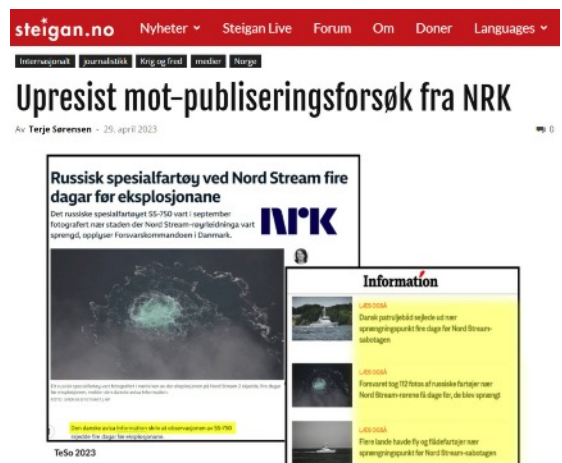 steigan.no Nyheter Steigan Live Forum Om Doner Languages
Internasjonalt journalistikk Krig og fred medier Norge
Upresist mot-publiseringsforsøk fra NRK
Av Terje Sørensen - 29. april 2023 0
Russisk spesialfartøy ved Nord Stream fire
dagar før eksplosjonane
Det russiske spesialfartøyet SS-750 vart i september
fotografert nær staden der Nord Stream-røyrleidninga vart
sprengd, opplyser Forsvarskommandoen i Danmark.
NRK
Information
LÆS OGSÅ
Dansk patruljebåd sejlede ud nær
sprængningspunkt fire dage før Nord Stream-
sabotagen
LÆS OGSÅ
Forsvaret tog 112 fotos af russiske fartøjer nær
Nord Stream-rørene få dage før, de blev sprængt
LÆS OGSÅ
Flere lande havde fly og flådefartøjer nær
sprængningspunkt før Nord Stream-sabotagen
Den danske avisa Information skriv at observasjonen av SS-750
skjedde fire dagar før eksplosjonane.
TeSo 2023